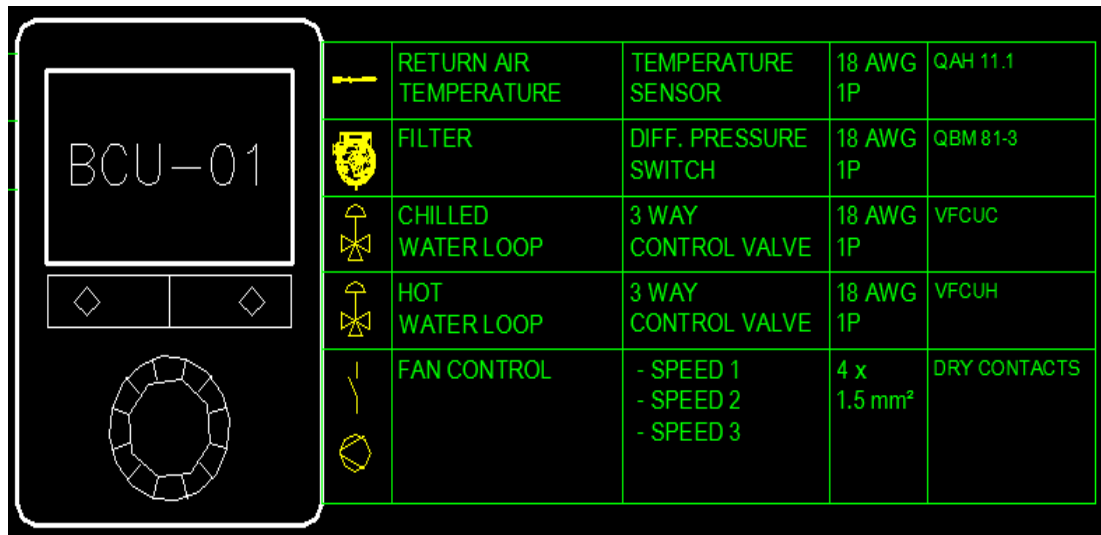 BCU-01
RETURN AIR TEMPERATURE SENSOR 18 AWG QAH 11.1
TEMPERATURE SENSOR 1P
FILTER DIFF. PRESSURE 18 AWG QBM 81-3
SWITCH 1P
CHILLED 3 WAY 18 AWG VFCUC
WATER LOOP CONTROL VALVE 1P
HOT 3 WAY 18 AWG VFCUH
WATER LOOP CONTROL VALVE 1P
FAN CONTROL - SPEED 1 4 x DRY CONTACTS
- SPEED 2 1.5 mm²
- SPEED 3